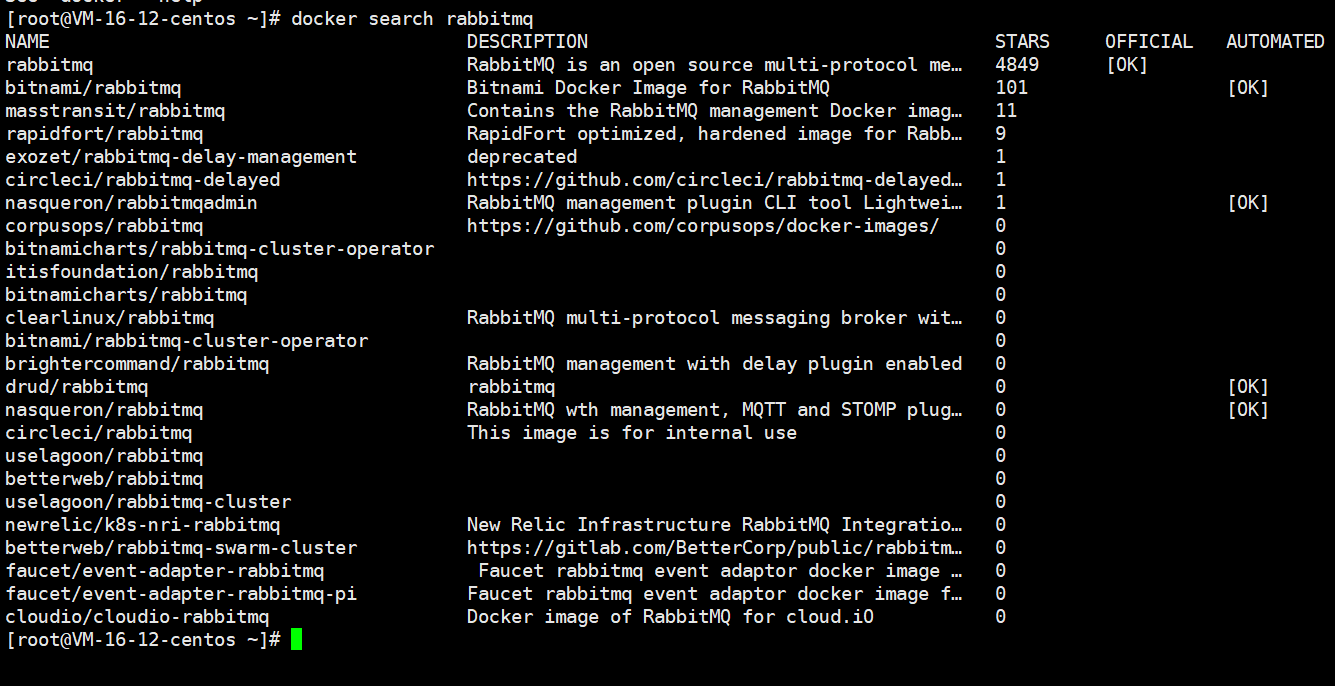 [root@VM-16-12-centos ~]# docker search rabbitmq
NAME DESCRIPTION STARS OFFICIAL AUTOMATED
rabbitmq RabbitMQ is an open source multi-protocol me… 4849 [OK]
bitnami/rabbitmq Bitnami Docker Image for RabbitMQ 101 [OK]
masstransit/rabbitmq Contains the RabbitMQ management Docker imag… 11
rapidfort/rabbitmq RapidFort optimized, hardened image for Rabb… 9
exozet/rabbitmq-delay-management deprecated 1
circleci/rabbitmq-delayed https://github.com/circleci/rabbitmq-delayed… 1
nasqueron/rabbitmqadmin RabbitMQ management plugin CLI tool Lightwei… 1 [OK]
corpusops/rabbitmq https://github.com/corpusops/docker-images/ 0
bitnamicharts/rabbitmq-cluster-operator 0
itisfoundation/rabbitmq 0
bitnamicharts/rabbitmq 0
clearlinux/rabbitmq RabbitMQ multi-protocol messaging broker wit… 0
bitnami/rabbitmq-cluster-operator 0
brightercommand/rabbitmq RabbitMQ management with delay plugin enabled 0
drud/rabbitmq rabbitmq 0 [OK]
nasqueron/rabbitmq RabbitMQ wth management, MQTT and STOMP plug… 0 [OK]
circleci/rabbitmq This image is for internal use 0
uselagoon/rabbitmq 0
betterweb/rabbitmq 0
uselagoon/rabbitmq-cluster 0
newrelic/k8s-nri-rabbitmq New Relic Infrastructure RabbitMQ Integratio… 0
betterweb/rabbitmq-swarm-cluster https://gitlab.com/BetterCorp/public/rabbitm… 0
faucet/event-adapter-rabbitmq Faucet rabbitmq event adaptor docker image … 0
faucet/event-adapter-rabbitmq-pi Faucet rabbitmq event adaptor docker image f… 0
cloudio/cloudio-rabbitmq Docker image of RabbitMQ for cloud.iO 0
[root@VM-16-12-centos ~]#